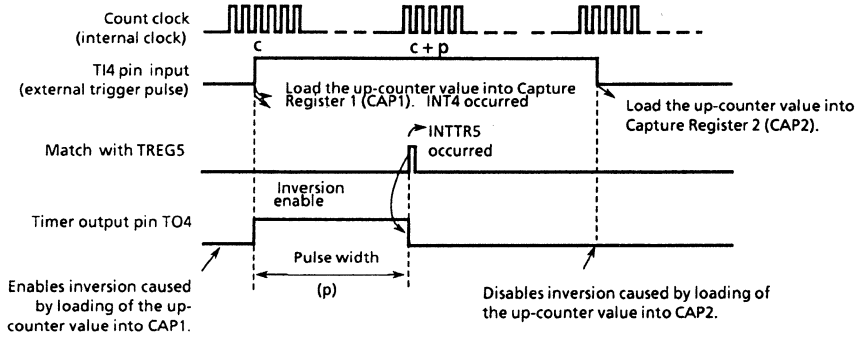 Count clock
(internal clock)
c
c + p
TI4 pin input
(external trigger pulse)
Load the up-counter value into Capture
Register 1 (CAP1).  INT4 occurred
Load the up-counter value into
Capture Register 2 (CAP2).
INTTR5
occurred
Match with TREG5
Inversion
enable
Timer output pin TO4
Pulse width
(p)
Enables inversion caused
by loading of the up-
counter value into CAP1.
Disables inversion caused by loading of
the up-counter value into CAP2.